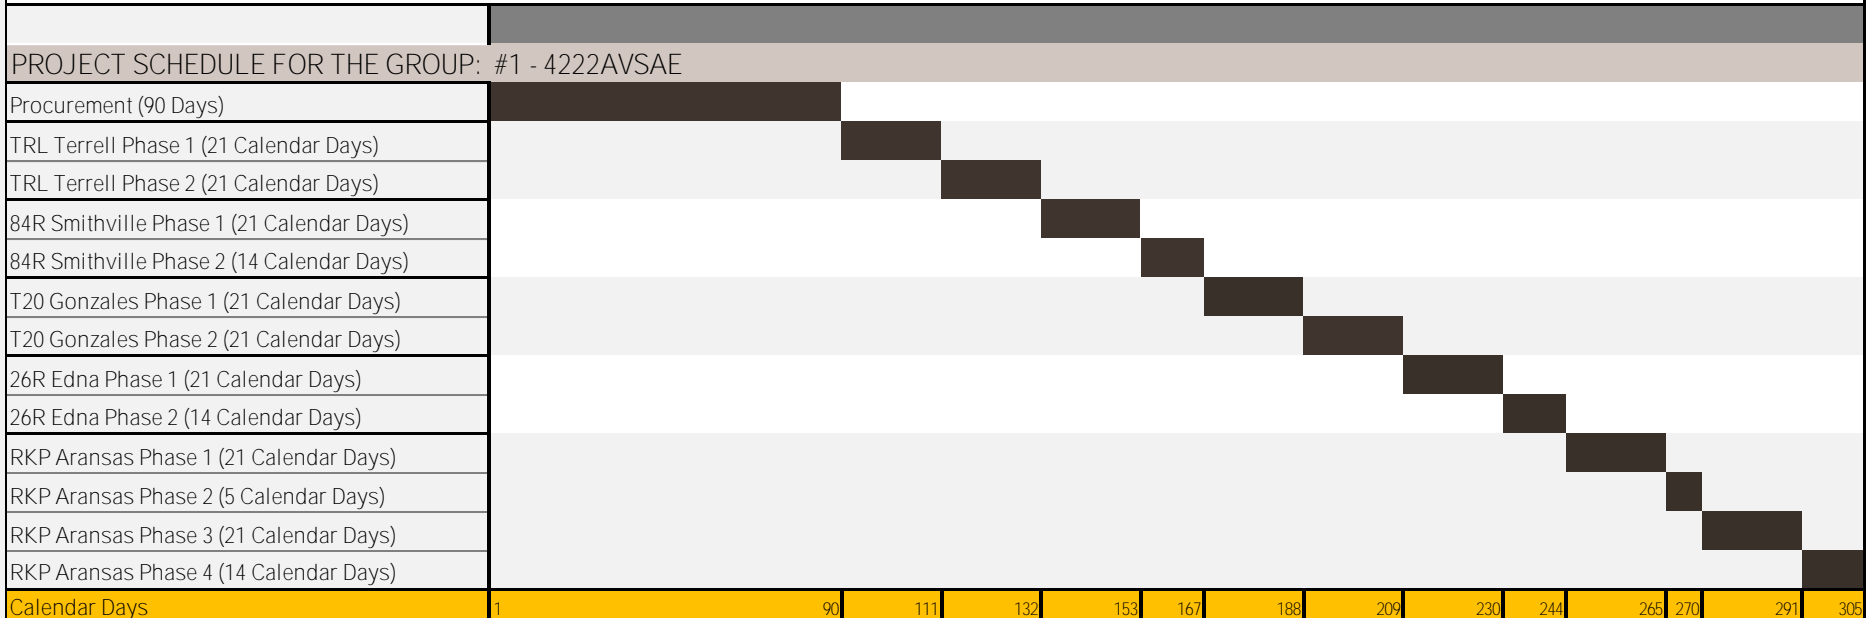 PROJECT SCHEDULE FOR THE GROUP: #1 - 4222AVSAE
Procurement (90 Days)
TRL Terrell Phase 1 (21 Calendar Days)
TRL Terrell Phase 2 (21 Calendar Days)
84R Smithville Phase 1 (21 Calendar Days)
84R Smithville Phase 2 (14 Calendar Days)
T20 Gonzales Phase 1 (21 Calendar Days)
T20 Gonzales Phase 2 (21 Calendar Days)
26R Edna Phase 1 (21 Calendar Days)
26R Edna Phase 2 (14 Calendar Days)
RKP Aransas Phase 1 (21 Calendar Days)
RKP Aransas Phase 2 (5 Calendar Days)
RKP Aransas Phase 3 (21 Calendar Days)
RKP Aransas Phase 4 (14 Calendar Days)
Calendar Days 1 90 111 132 153 167 188 209 230 244 265 270 291 305